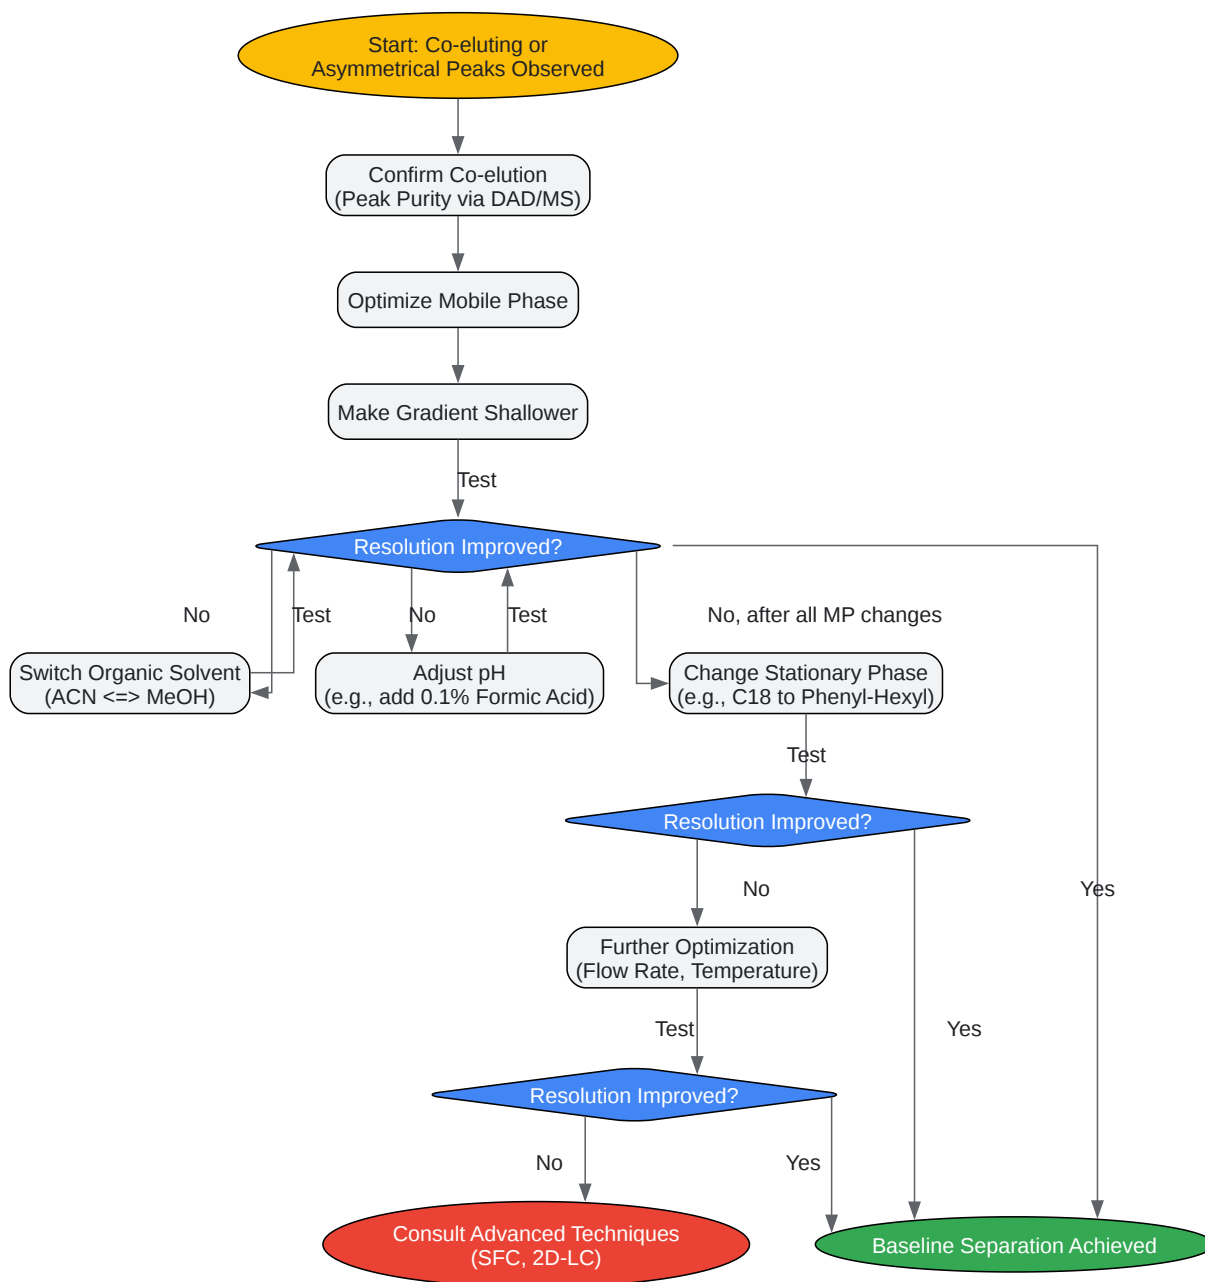 Start: Co-eluting or
Asymmetrical Peaks Observed
Confirm Co-elution
(Peak Purity via DAD/MS)
Optimize Mobile Phase
Make Gradient Shallower
Test
Resolution Improved?
No
Test
No
Test
No, after all MP changes
Switch Organic Solvent
(ACN <=> MeOH)
Adjust pH
(e.g., add 0.1% Formic Acid)
Change Stationary Phase
(e.g., C18 to Phenyl-Hexyl)
Test
Resolution Improved?
No
Yes
Further Optimization
(Flow Rate, Temperature)
Test
Yes
Resolution Improved?
No
Yes
Consult Advanced Techniques
(SFC, 2D-LC)
Baseline Separation Achieved